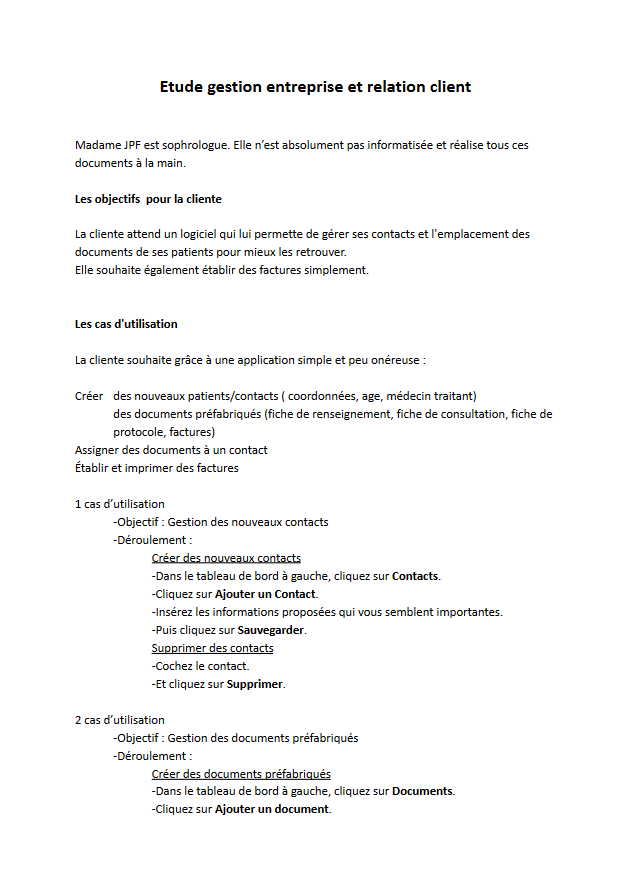 Etude gestion entreprise et relation client
Madame JPF est sophrologue. Elle n’est absolument pas informatisée et réalise tous ces
documents à la main.
Les objectifs  pour la cliente
La cliente attend un logiciel qui lui permette de gérer ses contacts et l'emplacement des
documents de ses patients pour mieux les retrouver.
Elle souhaite également établir des factures simplement.
Les cas d'utilisation
La cliente souhaite grâce à une application simple et peu onéreuse :
Créer des nouveaux patients/contacts ( coordonnées, age, médecin traitant)
des documents préfabriqués (fiche de renseignement, fiche de consultation, fiche de
protocole, factures)
Assigner des documents à un contact
Établir et imprimer des factures
1 cas d’utilisation
-Objectif : Gestion des nouveaux contacts
-Déroulement :
Créer des nouveaux contacts
-Dans le tableau de bord à gauche, cliquez sur Contacts.
-Cliquez sur Ajouter un Contact.
-Insérez les informations proposées qui vous semblent importantes.
-Puis cliquez sur Sauvegarder.
Supprimer des contacts
-Cochez le contact.
-Et cliquez sur Supprimer.
2 cas d’utilisation
-Objectif : Gestion des documents préfabriqués
-Déroulement :
Créer des documents préfabriqués
-Dans le tableau de bord à gauche, cliquez sur Documents.
-Cliquez sur Ajouter un document.